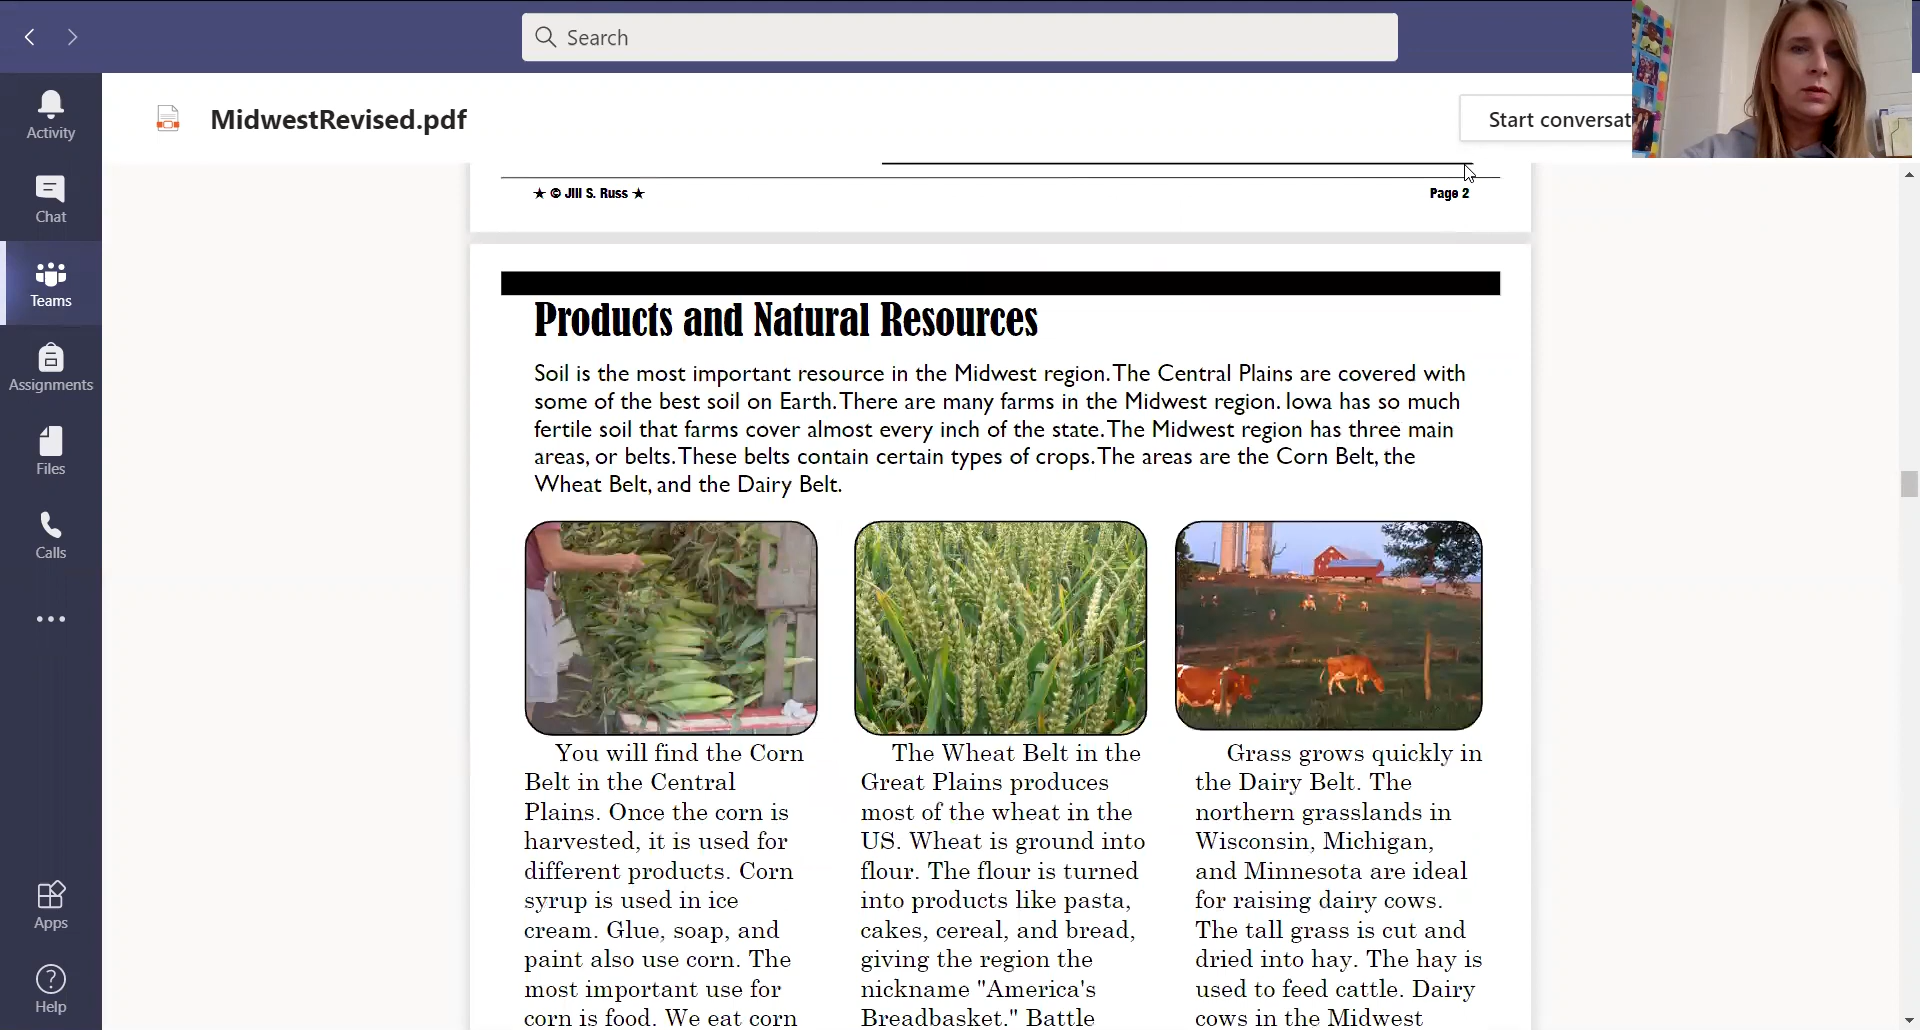 Search
Activity
Chat
Teams
Assignments
Files
Calls
Apps
Help
MidwestRevised.pdf
Start conversat
★ © Jill S. Russ ★
Page 2
Products and Natural Resources
Soil is the most important resource in the Midwest region. The Central Plains are covered with
some of the best soil on Earth. There are many farms in the Midwest region. Iowa has so much
fertile soil that farms cover almost every inch of the state. The Midwest region has three main
areas, or belts. These belts contain certain types of crops. The areas are the Corn Belt, the
Wheat Belt, and the Dairy Belt.
You will find the Corn
Belt in the Central
Plains. Once the corn is
harvested, it is used for
different products. Corn
syrup is used in ice
cream. Glue, soap, and
paint also use corn. The
most important use for
corn is food. We eat corn
The Wheat Belt in the
Great Plains produces
most of the wheat in the
US. Wheat is ground into
flour. The flour is turned
into products like pasta,
cakes, cereal, and bread,
giving the region the
nickname "America's
Breadbasket." Battle
Grass grows quickly in
the Dairy Belt. The
northern grasslands in
Wisconsin, Michigan,
and Minnesota are ideal
for raising dairy cows.
The tall grass is cut and
dried into hay. The hay is
used to feed cattle. Dairy
cows in the Midwest